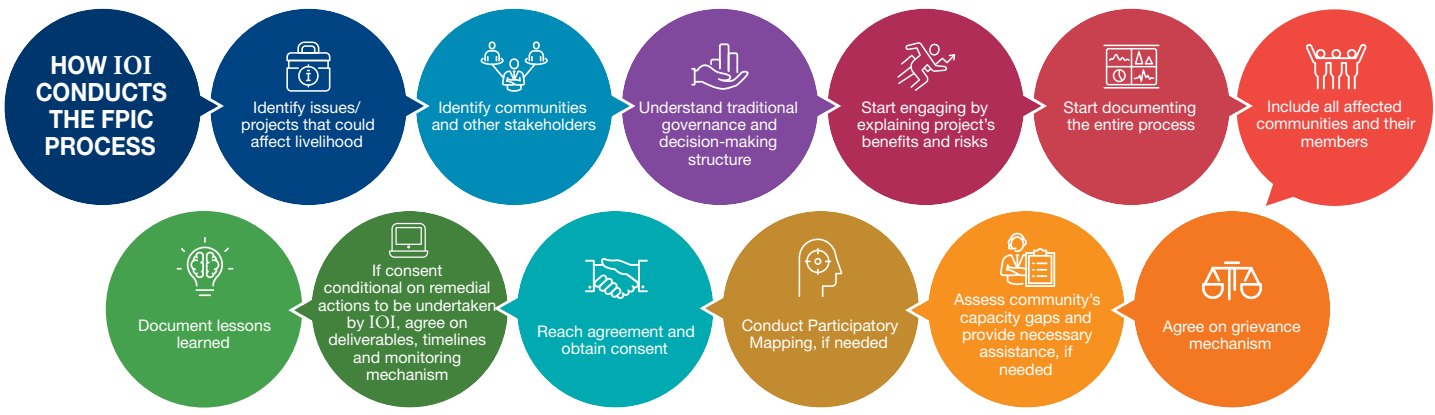 HOW IOI
CONDUCTS
THE FPIC
PROCESS
Identify issues/
projects that could
affect livelihood
Identify communities
and other stakeholders
Understand traditional
governance and
decision-making
structure
Start engaging by
explaining project's
benefits and risks
Start documenting
the entire process
Include all affected
communities and their
members
Agree on grievance
mechanism
Assess community's
capacity gaps and
provide necessary
assistance, if
needed
Conduct Participatory
Mapping, if needed
Reach agreement and
obtain consent
If consent
conditional on remedial
actions to be undertaken
by IOI, agree on
deliverables, timelines
and monitoring
mechanism
Document lessons
learned